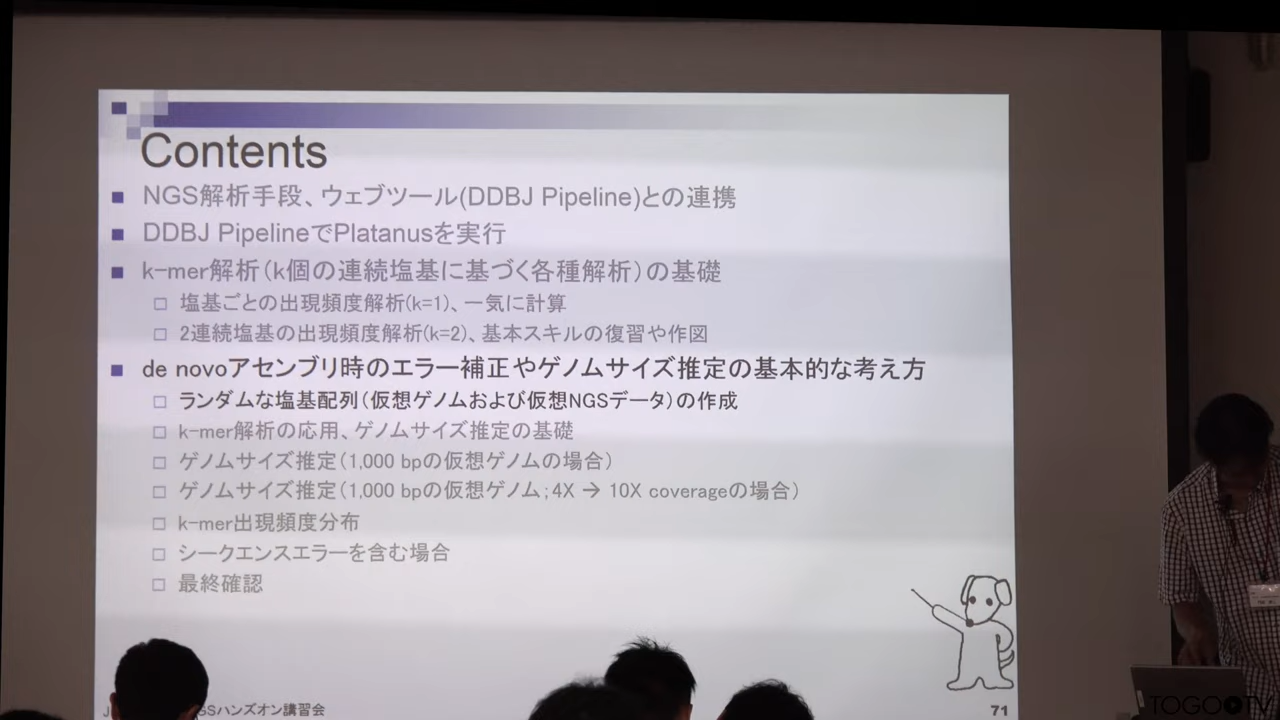 Contents
NGS解析手段、ウェブツール(DDBJ Pipeline)との連携
DDBJ PipelineでPlatanusを実行
k-mer解析(k個の連続塩基に基づく各種解析)の基礎
塩基ごとの出現頻度解析(k=1)、一気に計算
2連続塩基の出現頻度解析(k=2)、基本スキルの復習や作図
de novoアセンブリ時のエラー補正やゲノムサイズ推定の基本的な考え方
ランダムな塩基配列(仮想ゲノムおよび仮想NGSデータ)の作成
k-mer解析の応用、ゲノムサイズ推定の基礎
ゲノムサイズ推定(1,000 bpの仮想ゲノムの場合)
ゲノムサイズ推定(1,000 bpの仮想ゲノム;4X → 10X coverageの場合)
k-mer出現頻度分布
シークエンスエラーを含む場合
最終確認
GSハンズオン講習会
71
TOGOTV